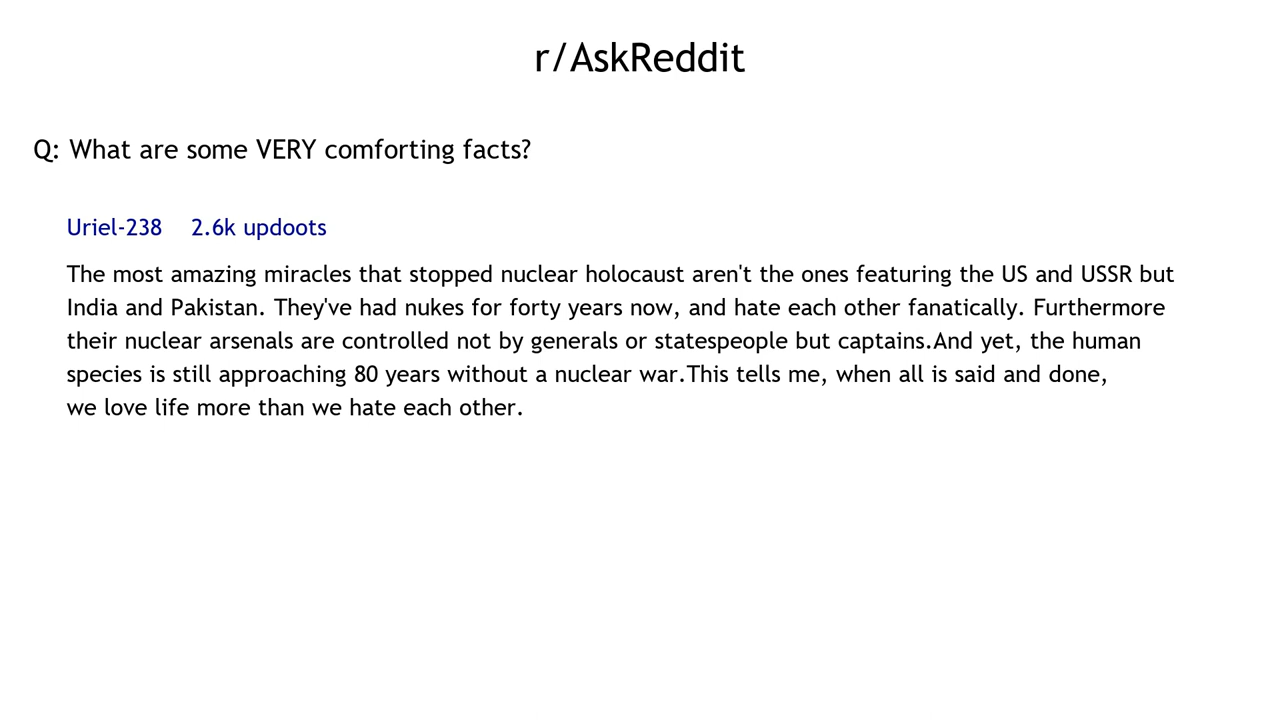 r/AskReddit
Q: What are some VERY comforting facts?
Uriel-238 2.6k updoots
The most amazing miracles that stopped nuclear holocaust aren't the ones featuring the US and USSR but
India and Pakistan. They've had nukes for forty years now, and hate each other fanatically. Furthermore
their nuclear arsenals are controlled not by generals or statespeople but captains.And yet, the human
species is still approaching 80 years without a nuclear war.This tells me, when all is said and done,
we love life more than we hate each other.